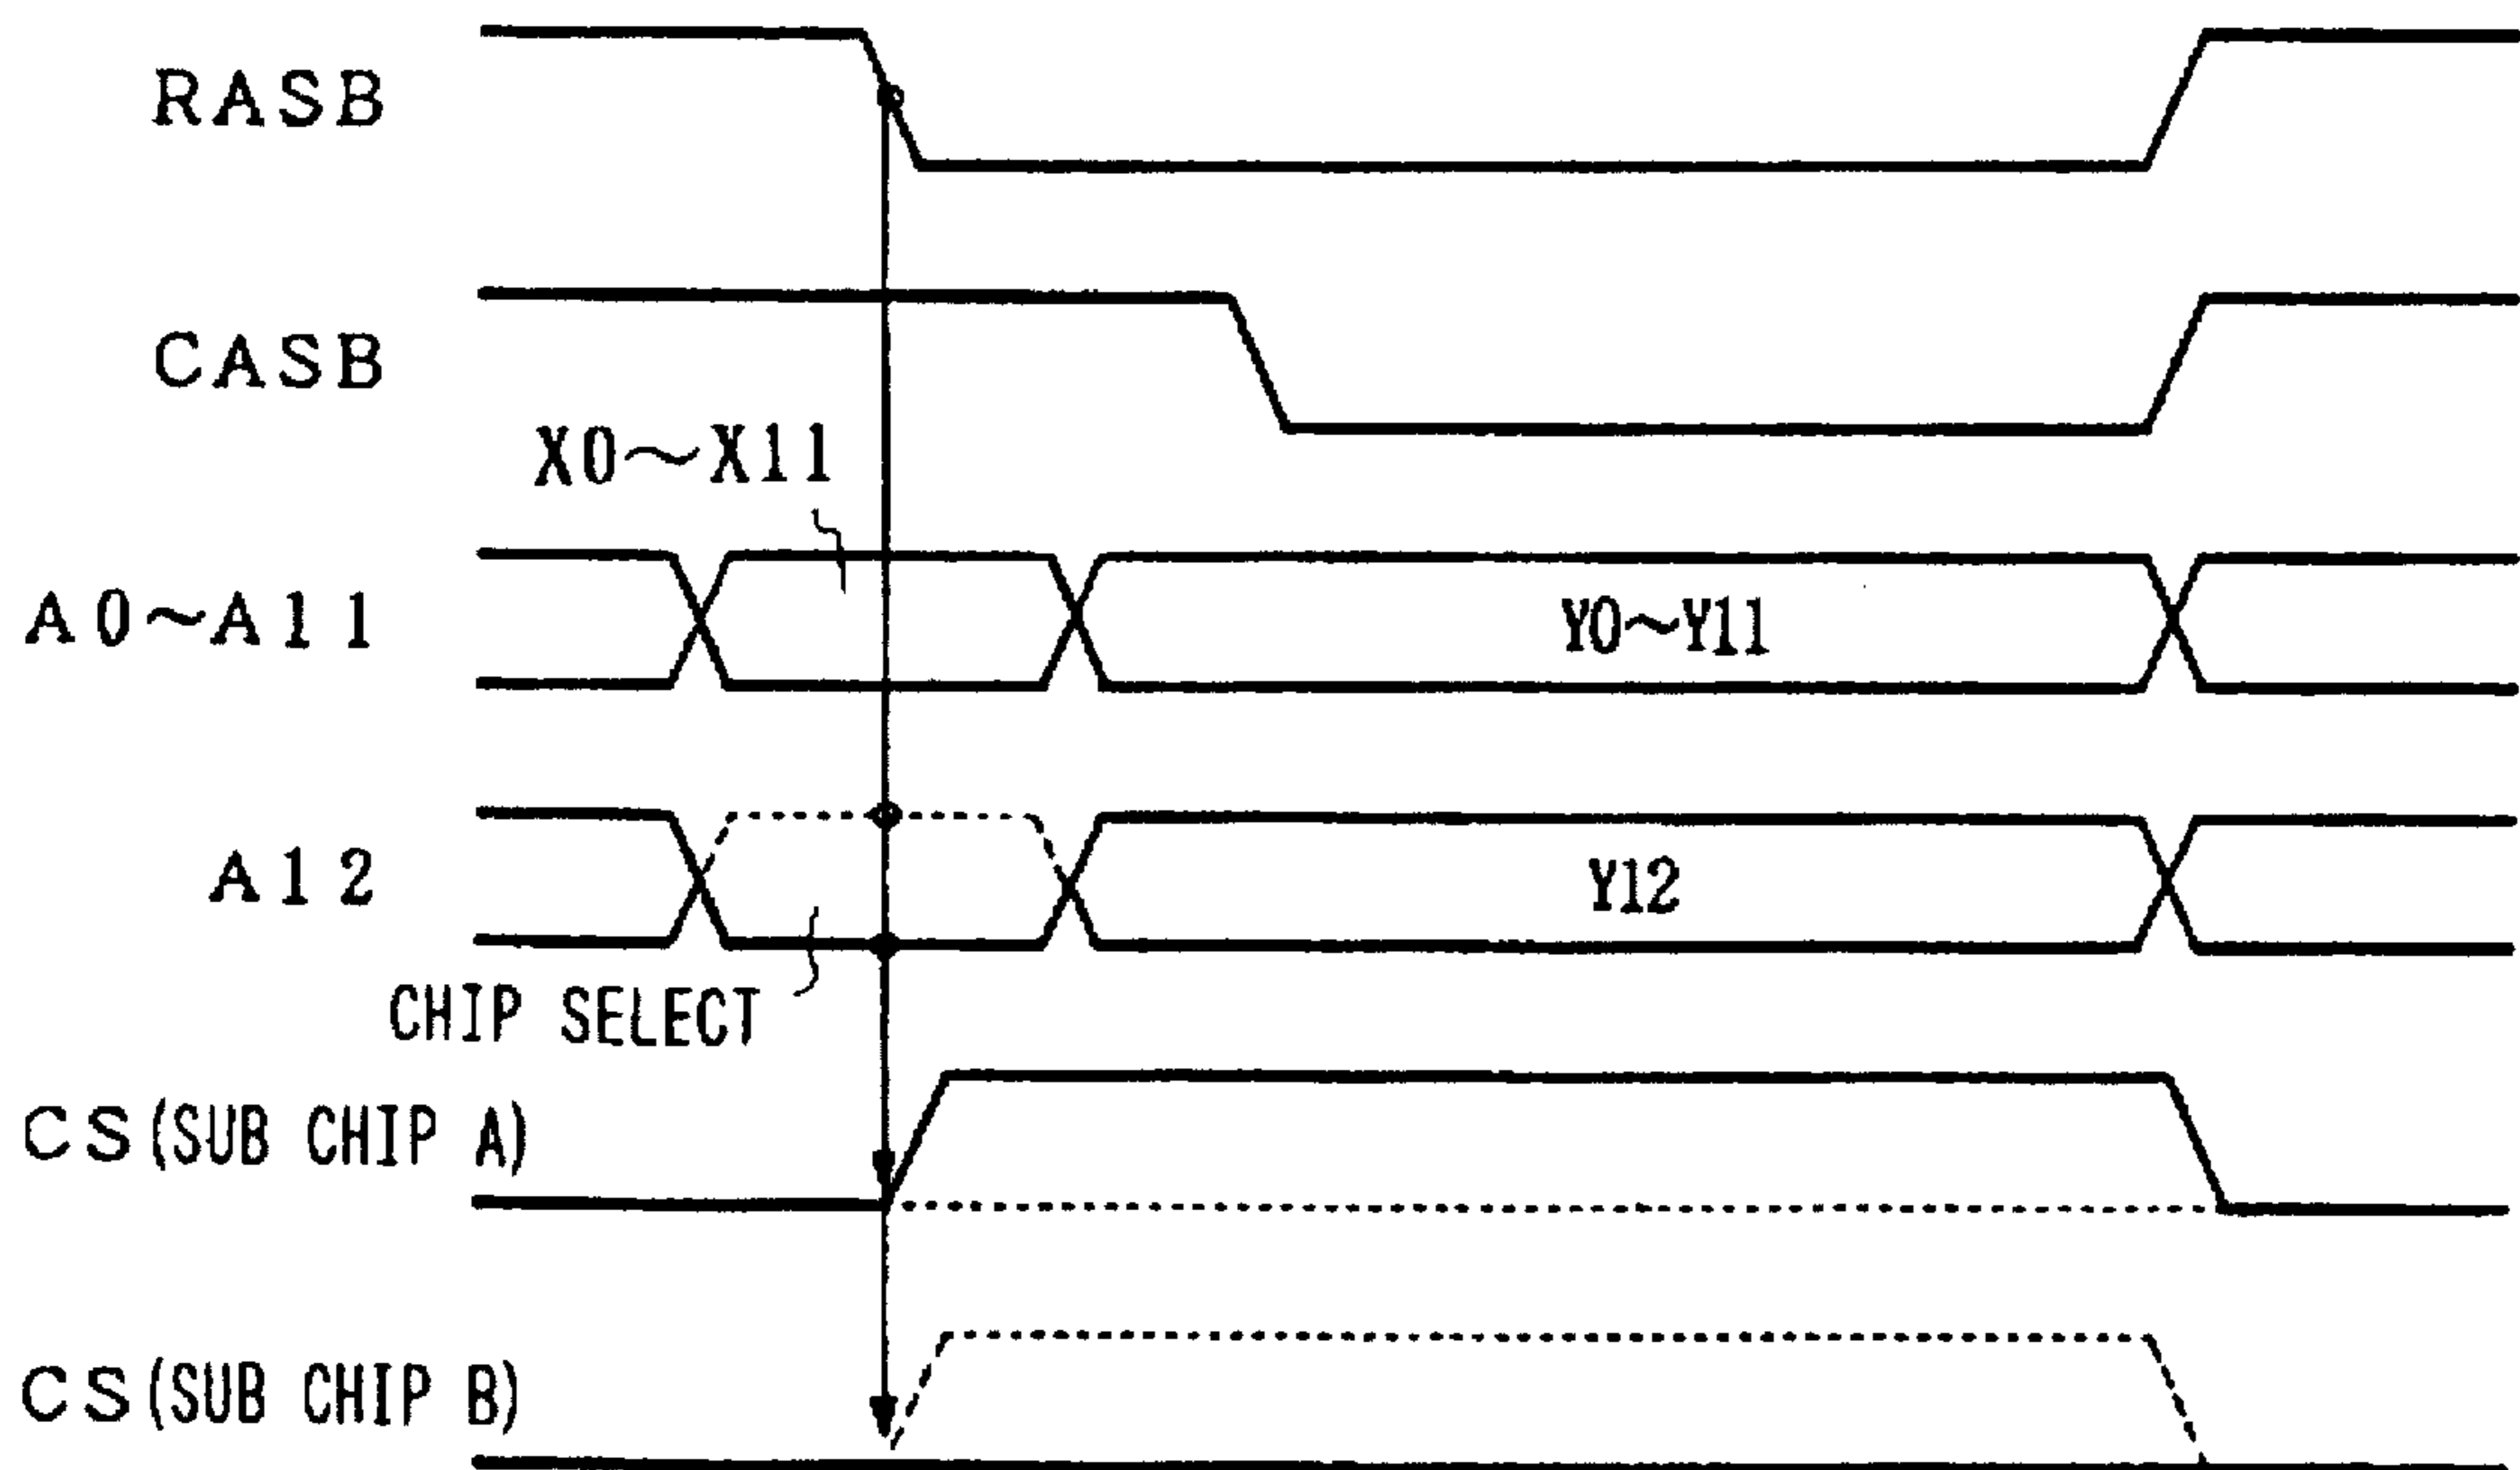 RASB
CASB
X0~X11
A0~A11
Y0~Y11
A12
Y12
CHIP SELECT
CS(SUB CHIP A)
CS(SUB CHIP B)